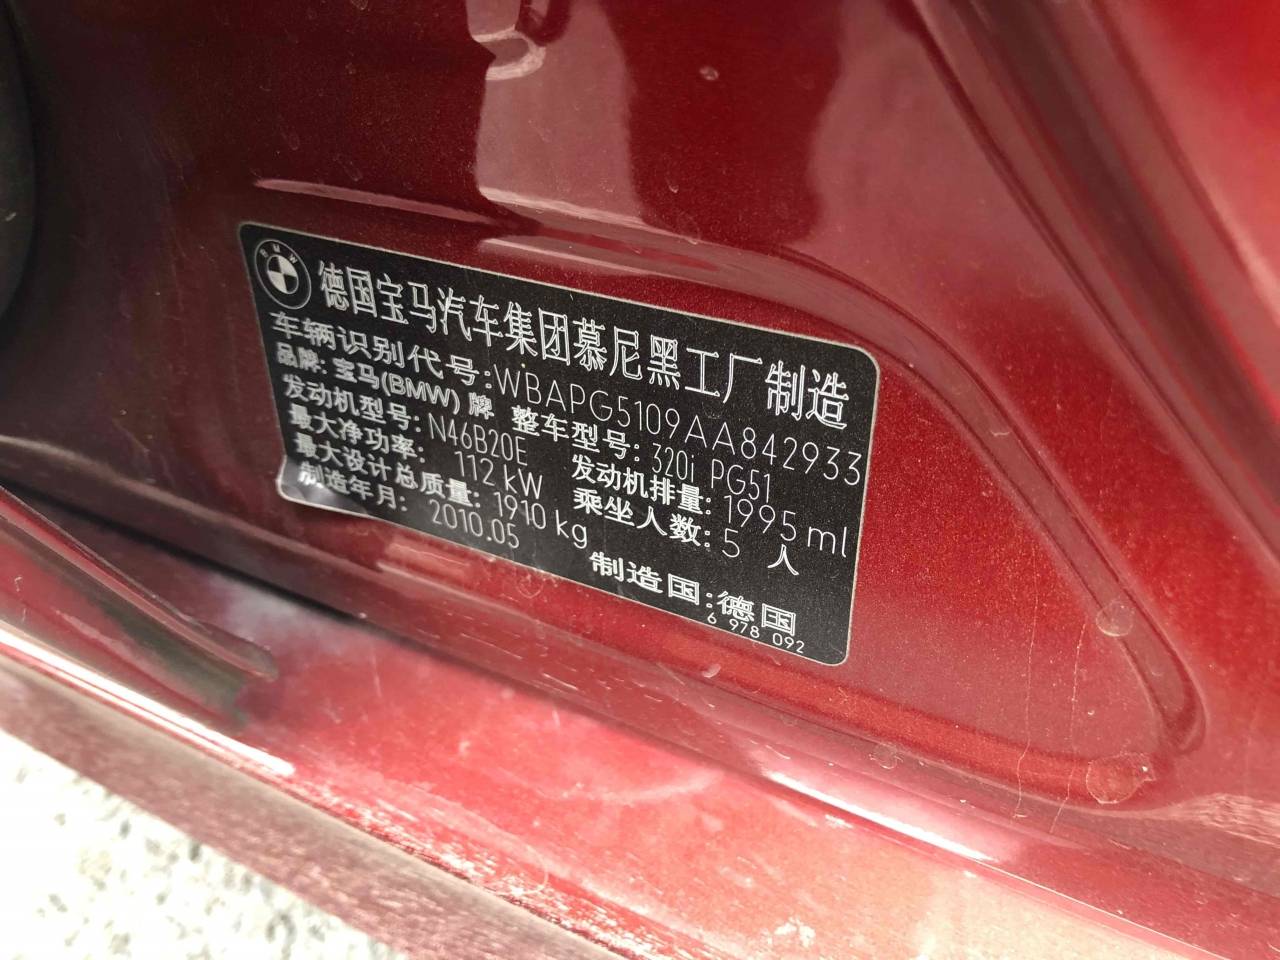 BMW
德国宝马汽车集团慕尼黑工厂制造
车辆识别代号:WBAPG5109AA842933
品牌: 宝马(BMW)牌 整车型号: 320i PG51
发动机型号: N46B20E 发动机排量: 1995ml
最大净功率: 112 kW 乘坐人数: 5 人
最大设计总质量: 1910 kg
制造年月: 2010.05
制造国:德国
6 978 092